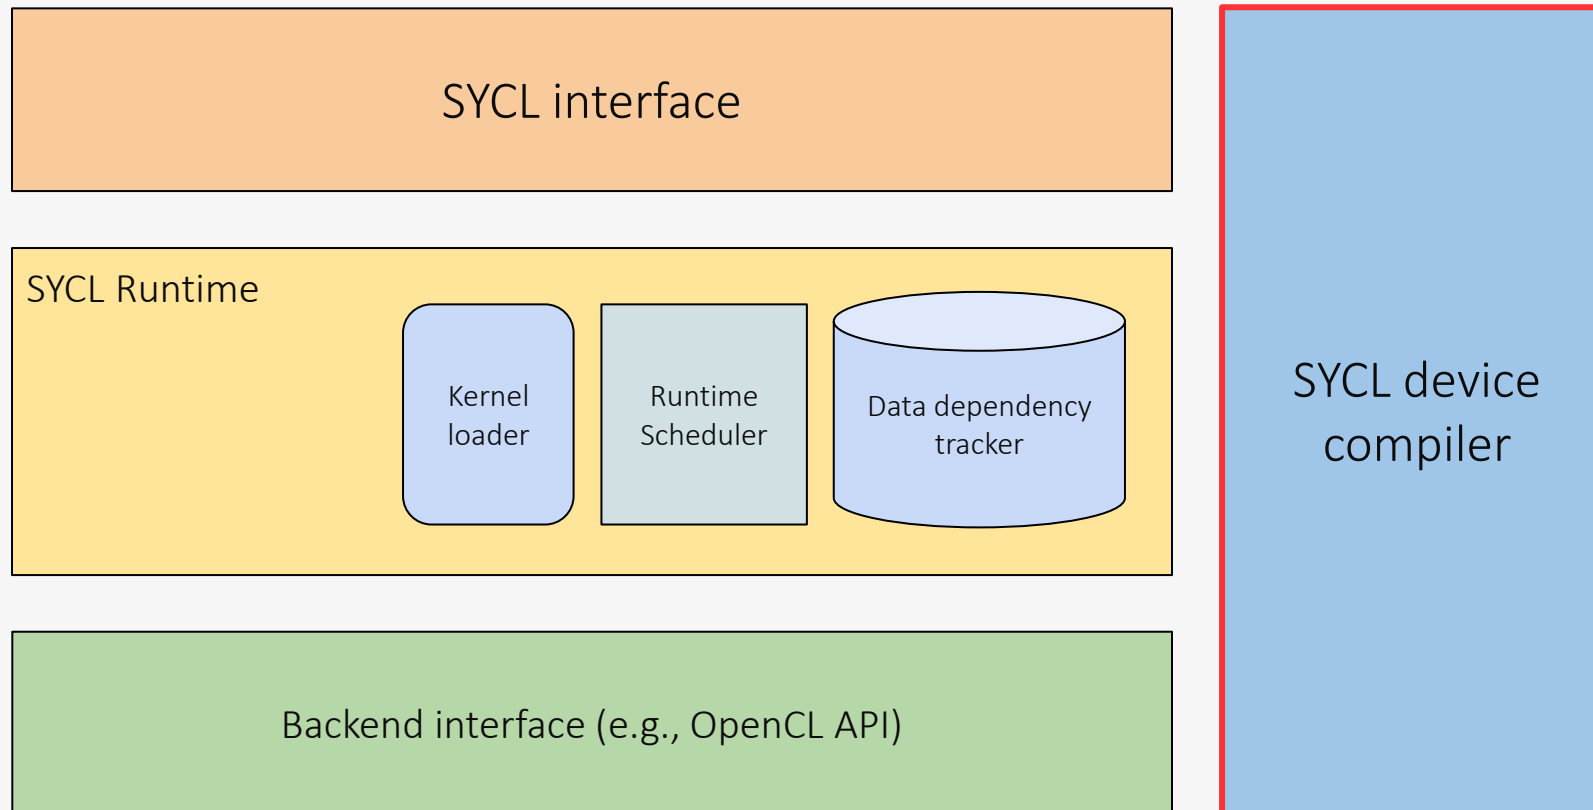 SYCL interface
SYCL Runtime
Kernel
loader
Runtime
Scheduler
Data dependency
tracker
Backend interface (e.g., OpenCL API)
SYCL device
compiler